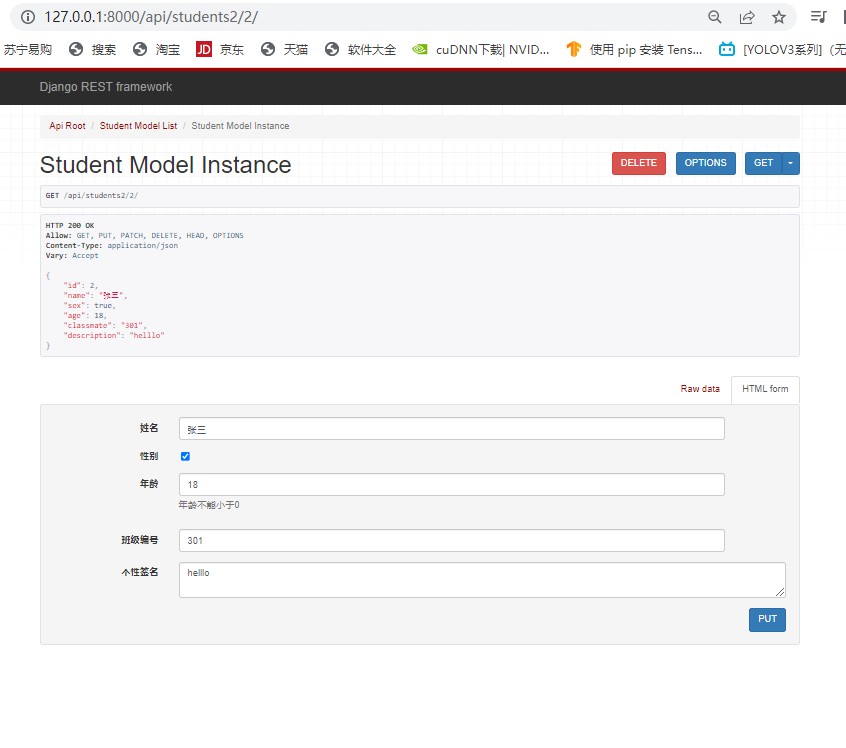 127.0.0.1:8000/api/students2/2/
苏宁易购 搜索 淘宝 JD 京东 天猫 软件大全 cuDNN下载| NVID... 使用 pip 安装 Tens... [YOLOV3系列]（无
Django REST framework
Api Root / Student Model List / Student Model Instance
Student Model Instance DELETE OPTIONS GET
GET /api/students2/2/
HTTP 200 OK
Allow: GET, PUT, PATCH, DELETE, HEAD, OPTIONS
Content-Type: application/json
Vary: Accept
{
"id": 2,
"name": "张三",
"sex": true,
"age": 18,
"classmate": "301",
"description": "helllo"
}
Raw data HTML form
姓名 张三
性别
年龄 18
年龄不能小于0
班级编号 301
个性签名 helllo
PUT